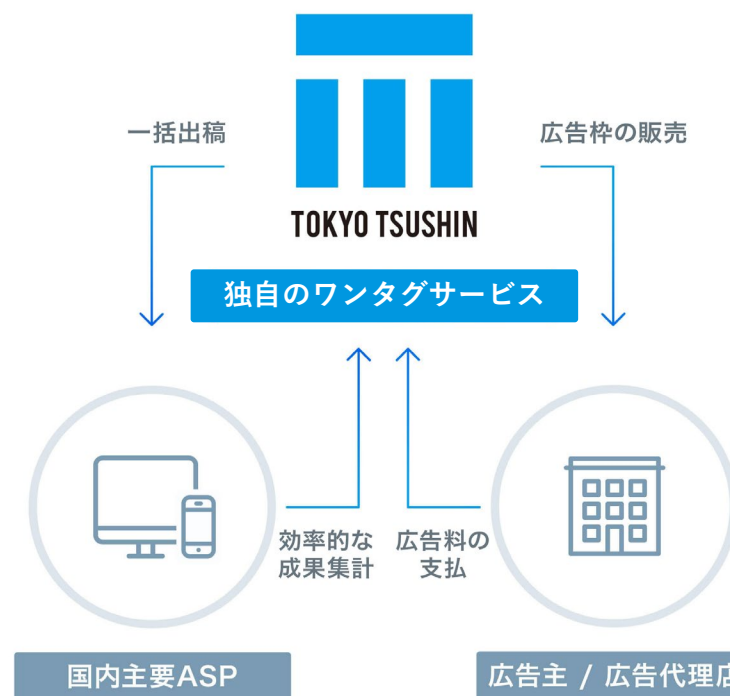 一括出稿
広告枠の販売
TOKYO TSUSHIN
独自のワンタグサービス
効率的な
成果集計
広告料の
支払
国内主要ASP
広告主 / 広告代理店